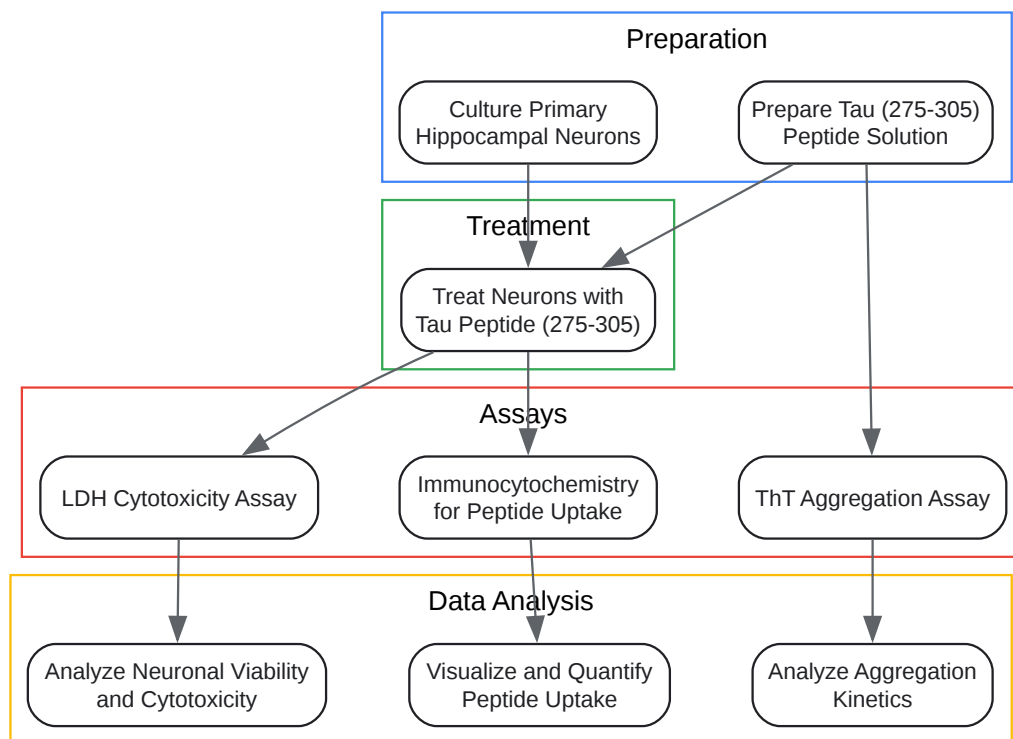 Preparation
Culture Primary
Hippocampal Neurons
Prepare Tau (275-305)
Peptide Solution
Treatment
Treat Neurons with
Tau Peptide (275-305)
Assays
LDH Cytotoxicity Assay
Immunocytochemistry
for Peptide Uptake
ThT Aggregation Assay
Data Analysis
Analyze Neuronal Viability
and Cytotoxicity
Visualize and Quantify
Peptide Uptake
Analyze Aggregation
Kinetics